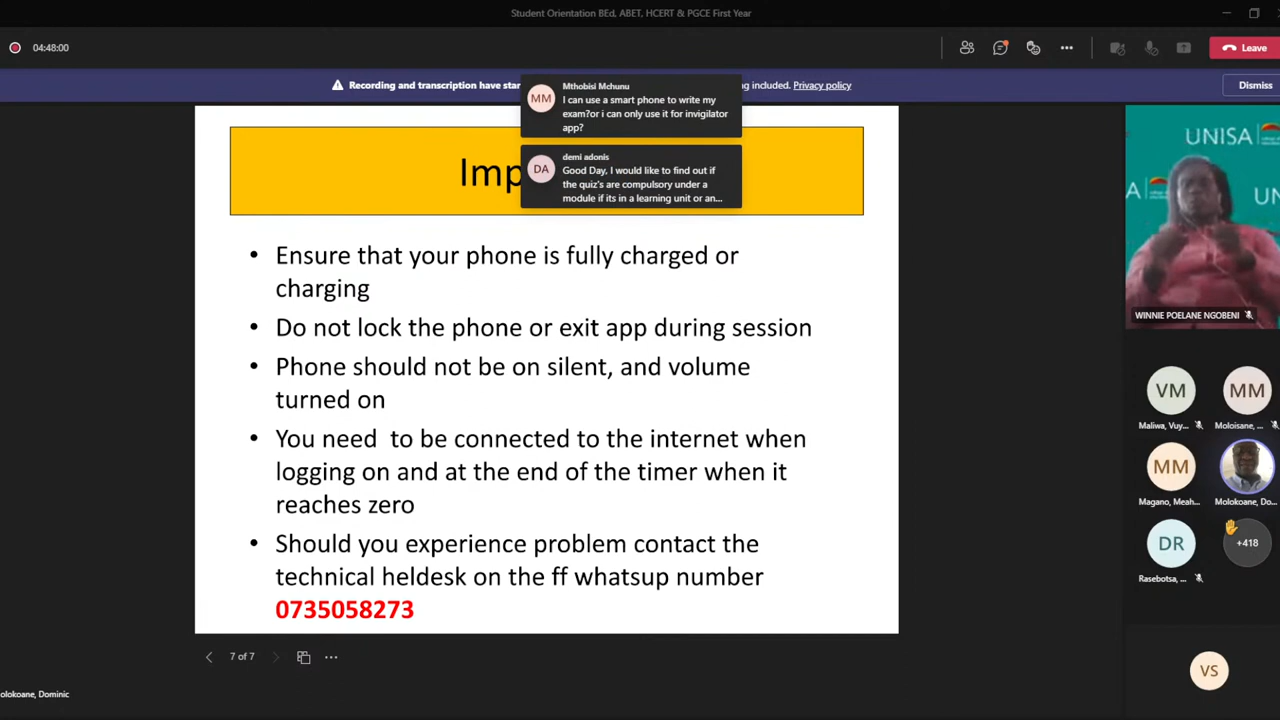 Student Orientation BEd, ABET, HCERT & PGCE First Year
04:48:00
Leave
Recording and transcription have star
ng included. Privacy policy
Dismiss
MM
Mthobisi Mchunu
I can use a smart phone to write my
exam?or i can only use it for invigilator
app?
DA
demi adonis
Good Day, I would like to find out if
the quiz's are compulsory under a
module if its in a learning unit or an...
Imp
• Ensure that your phone is fully charged or
charging
• Do not lock the phone or exit app during session
• Phone should not be on silent, and volume
turned on
• You need to be connected to the internet when
logging on and at the end of the timer when it
reaches zero
• Should you experience problem contact the
technical heldesk on the ff whatsup number
0735058273
7 of 7
olokoane, Dominic
UNISA
WINNIE POELANE NGOBENI
VM
Maliwa, Vuy...
MM
Moloisane, ...
MM
Magano, Meah...
Molokoane, Do...
DR
Rasebotsa, ...
+418
VS